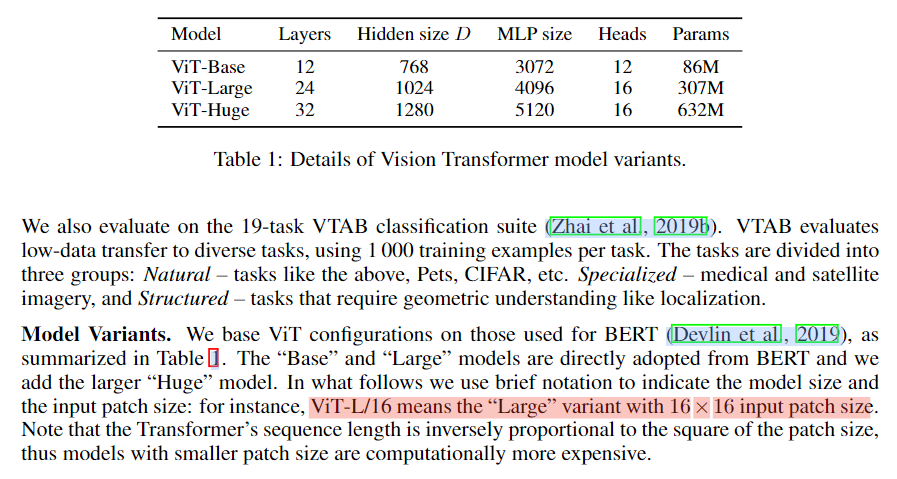 Model Layers Hidden size D MLP size Heads Params
ViT-Base 12 768 3072 12 86M
ViT-Large 24 1024 4096 16 307M
ViT-Huge 32 1280 5120 16 632M
Table 1: Details of Vision Transformer model variants.
We also evaluate on the 19-task VTAB classification suite (Zhai et al., 2019b). VTAB evaluates
low-data transfer to diverse tasks, using 1 000 training examples per task. The tasks are divided into
three groups: Natural – tasks like the above, Pets, CIFAR, etc. Specialized – medical and satellite
imagery, and Structured – tasks that require geometric understanding like localization.
Model Variants. We base ViT configurations on those used for BERT (Devlin et al., 2019), as
summarized in Table 1. The “Base” and “Large” models are directly adopted from BERT and we
add the larger “Huge” model. In what follows we use brief notation to indicate the model size and
the input patch size: for instance, ViT-L/16 means the “Large” variant with 16 × 16 input patch size.
Note that the Transformer’s sequence length is inversely proportional to the square of the patch size,
thus models with smaller patch size are computationally more expensive.